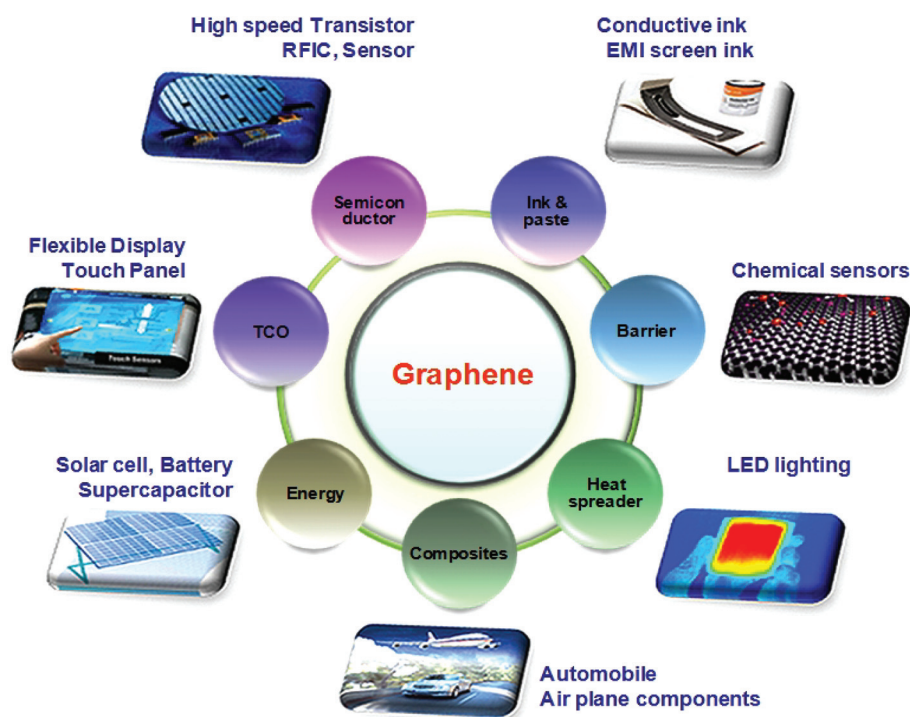 High speed Transistor
RFIC, Sensor
Conductive ink
EMI screen ink
Semicon
ductor
Ink &
paste
Flexible Display
Touch Panel
Chemical sensors
TCO
Barrier
Touch Sensors
Graphene
Solar cell, Battery
Supercapacitor
LED lighting
Energy
Heat
spreader
Composites
Automobile
Air plane components